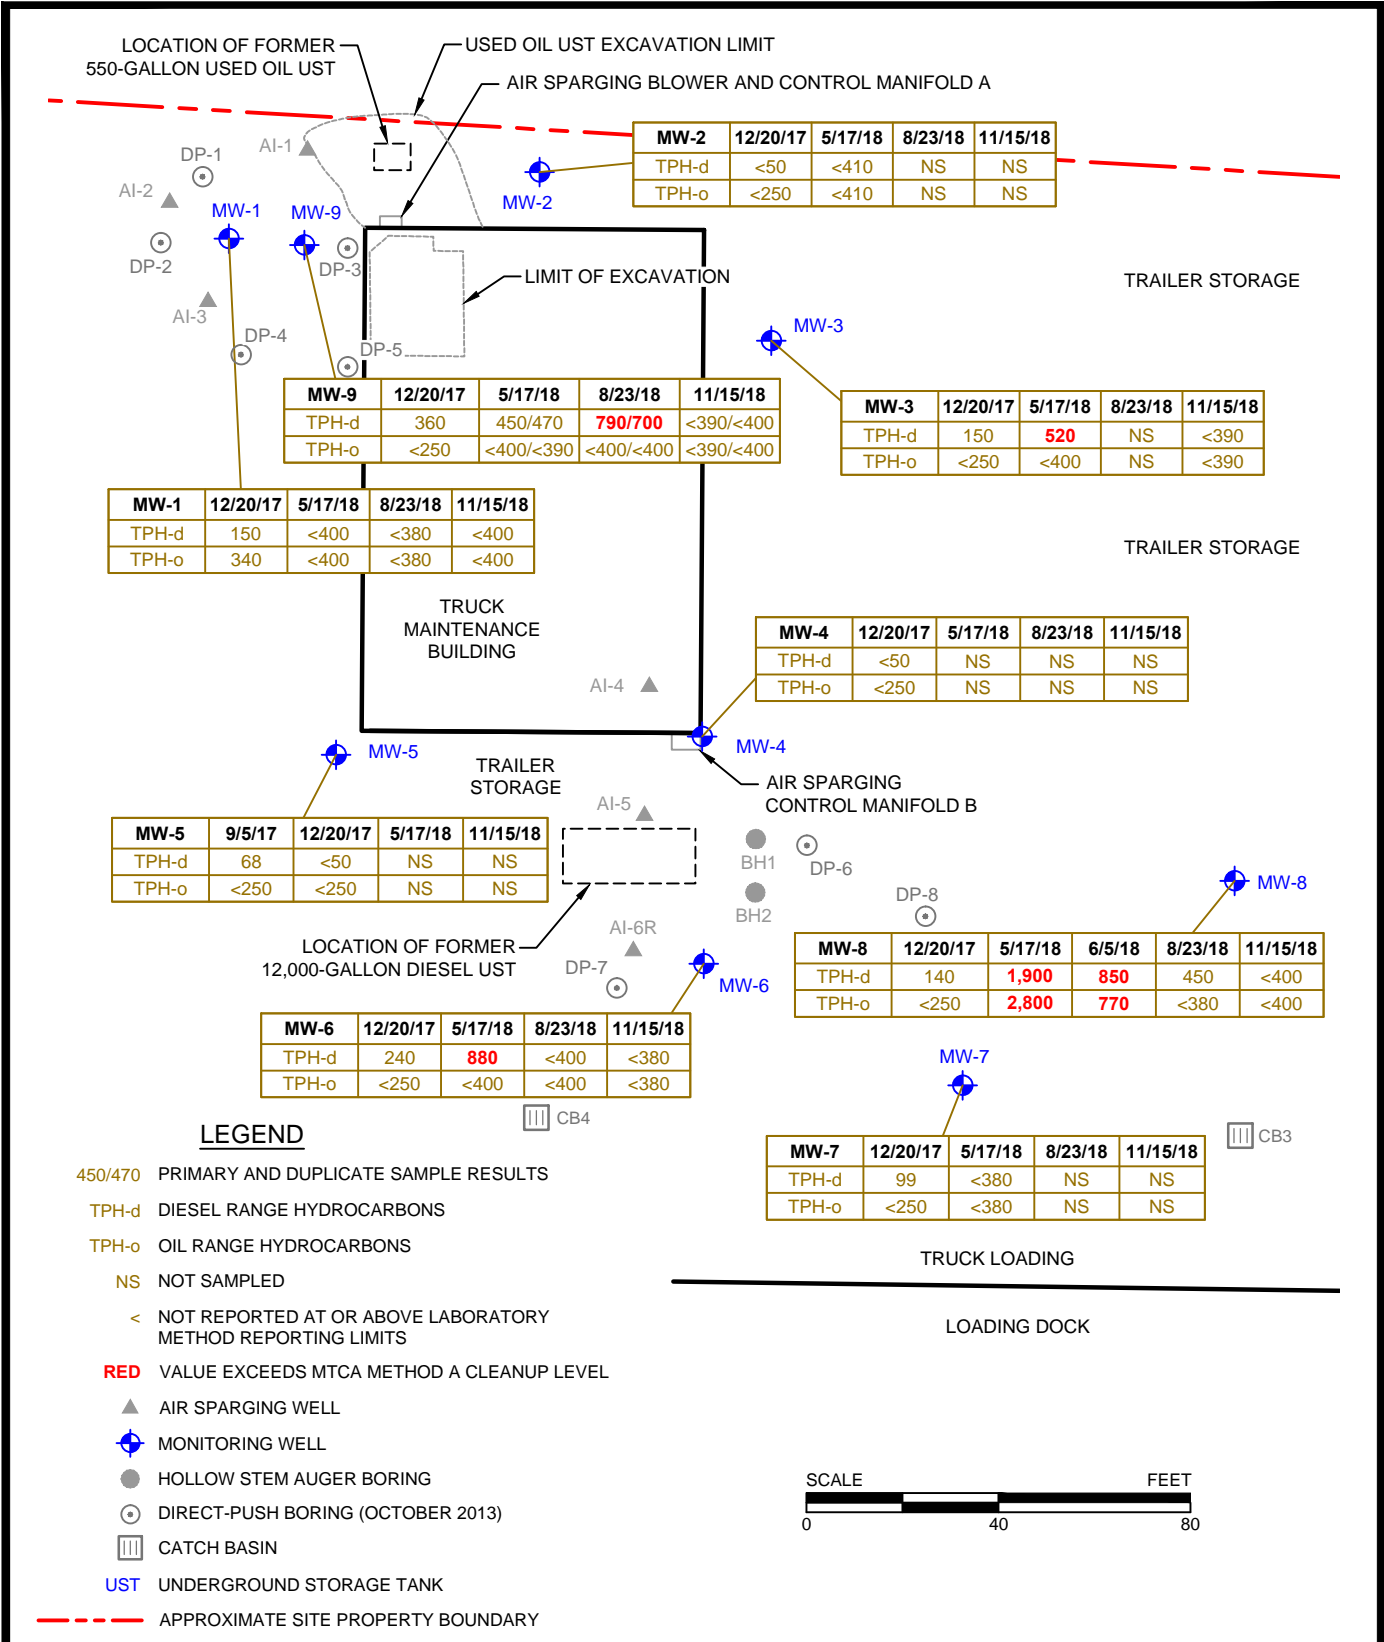 LOCATION OF FORMER
550-GALLON USED OIL UST
USED OIL UST EXCAVATION LIMIT
AIR SPARGING BLOWER AND CONTROL MANIFOLD A
MW-2 12/20/17 5/17/18 8/23/18 11/15/18
TPH-d <50 <410 NS NS
TPH-o <250 <410 NS NS
AI-1
DP-1
AI-2
MW-1
MW-9
MW-2
DP-2
DP-3
LIMIT OF EXCAVATION
TRAILER STORAGE
AI-3
DP-4
DP-5
MW-3
MW-9 12/20/17 5/17/18 8/23/18 11/15/18
TPH-d 360 450/470 790/700 <390/<400
TPH-o <250 <400/<390 <400/<400 <390/<400
MW-3 12/20/17 5/17/18 8/23/18 11/15/18
TPH-d 150 520 NS <390
TPH-o <250 <400 NS <390
MW-1 12/20/17 5/17/18 8/23/18 11/15/18
TPH-d 150 <400 <380 <400
TPH-o 340 <400 <380 <400
TRAILER STORAGE
TRUCK
MAINTENANCE
BUILDING
MW-4 12/20/17 5/17/18 8/23/18 11/15/18
TPH-d <50 NS NS NS
TPH-o <250 NS NS NS
AI-4
MW-5
MW-4
TRAILER
STORAGE
AIR SPARGING
CONTROL MANIFOLD B
AI-5
MW-5 9/5/17 12/20/17 5/17/18 11/15/18
TPH-d 68 <50 NS NS
TPH-o <250 <250 NS NS
BH1
DP-6
BH2
DP-8
MW-8
AI-6R
LOCATION OF FORMER
12,000-GALLON DIESEL UST
DP-7
MW-6
MW-8 12/20/17 5/17/18 6/5/18 8/23/18 11/15/18
TPH-d 140 1,900 850 450 <400
TPH-o <250 2,800 770 <380 <400
MW-6 12/20/17 5/17/18 8/23/18 11/15/18
TPH-d 240 880 <400 <380
TPH-o <250 <400 <400 <380
MW-7
CB4
CB3
MW-7 12/20/17 5/17/18 8/23/18 11/15/18
TPH-d 99 <380 NS NS
TPH-o <250 <380 NS NS
TRUCK LOADING
LOADING DOCK
LEGEND
450/470 PRIMARY AND DUPLICATE SAMPLE RESULTS
TPH-d DIESEL RANGE HYDROCARBONS
TPH-o OIL RANGE HYDROCARBONS
NS NOT SAMPLED
< NOT REPORTED AT OR ABOVE LABORATORY
METHOD REPORTING LIMITS
RED VALUE EXCEEDS MTCA METHOD A CLEANUP LEVEL
AIR SPARGING WELL
MONITORING WELL
HOLLOW STEM AUGER BORING
DIRECT-PUSH BORING (OCTOBER 2013)
CATCH BASIN
UST UNDERGROUND STORAGE TANK
APPROXIMATE SITE PROPERTY BOUNDARY
SCALE FEET
0 40 80